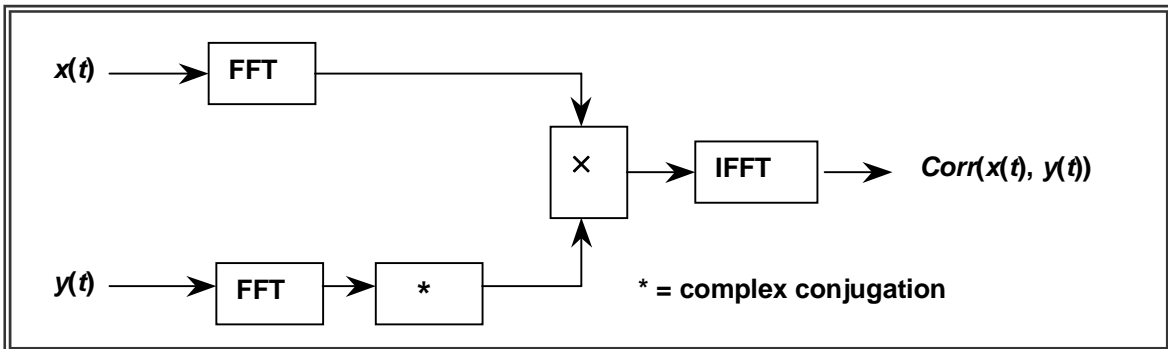 x(t)
FFT
×
IFFT
Corr(x(t), y(t))
y(t)
FFT
*
* = complex conjugation